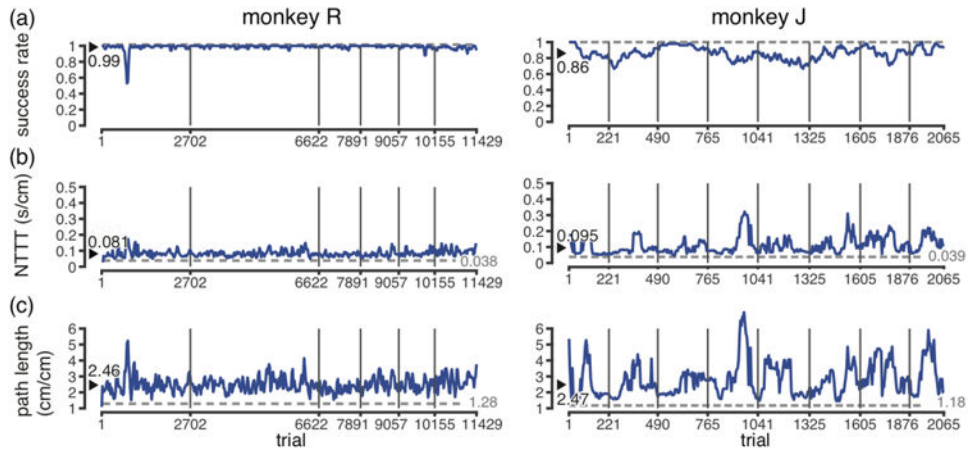 monkey R monkey J
(a)
success rate
1
0.8
0.6
0.4
0.2
0
0.99
1 2702 6622 7891 9057 10155 11429
1
0.8
0.6
0.4
0.2
0
0.86
1 221 490 765 1041 1325 1605 1876 2065
(b)
NTTT (s/cm)
0.5
0.4
0.3
0.2
0.1
0
0.081
0.038
1 2702 6622 7891 9057 10155 11429
0.5
0.4
0.3
0.2
0.1
0
0.095
0.039
1 221 490 765 1041 1325 1605 1876 2065
(c)
path length
(cm/cm)
6
5
4
3
2
1
2.46
1.28
1 2702 6622 7891 9057 10155 11429
trial
6
5
4
3
2
1
2.47
1.18
1 221 490 765 1041 1325 1605 1876 2065
trial